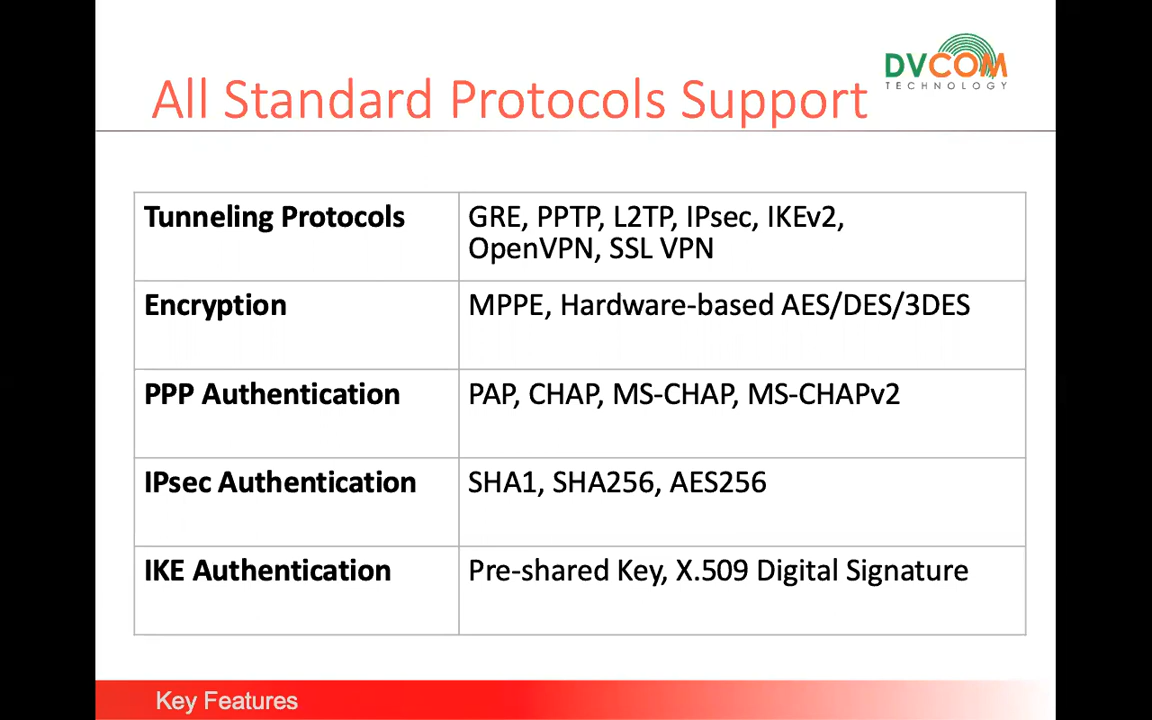 DVCOM
TECHNOLOGY
All Standard Protocols Support
Tunneling Protocols
GRE, PPTP, L2TP, IPsec, IKEv2,
OpenVPN, SSL VPN
Encryption
MPPE, Hardware-based AES/DES/3DES
PPP Authentication
PAP, CHAP, MS-CHAP, MS-CHAPv2
IPsec Authentication
SHA1, SHA256, AES256
IKE Authentication
Pre-shared Key, X.509 Digital Signature
Key Features